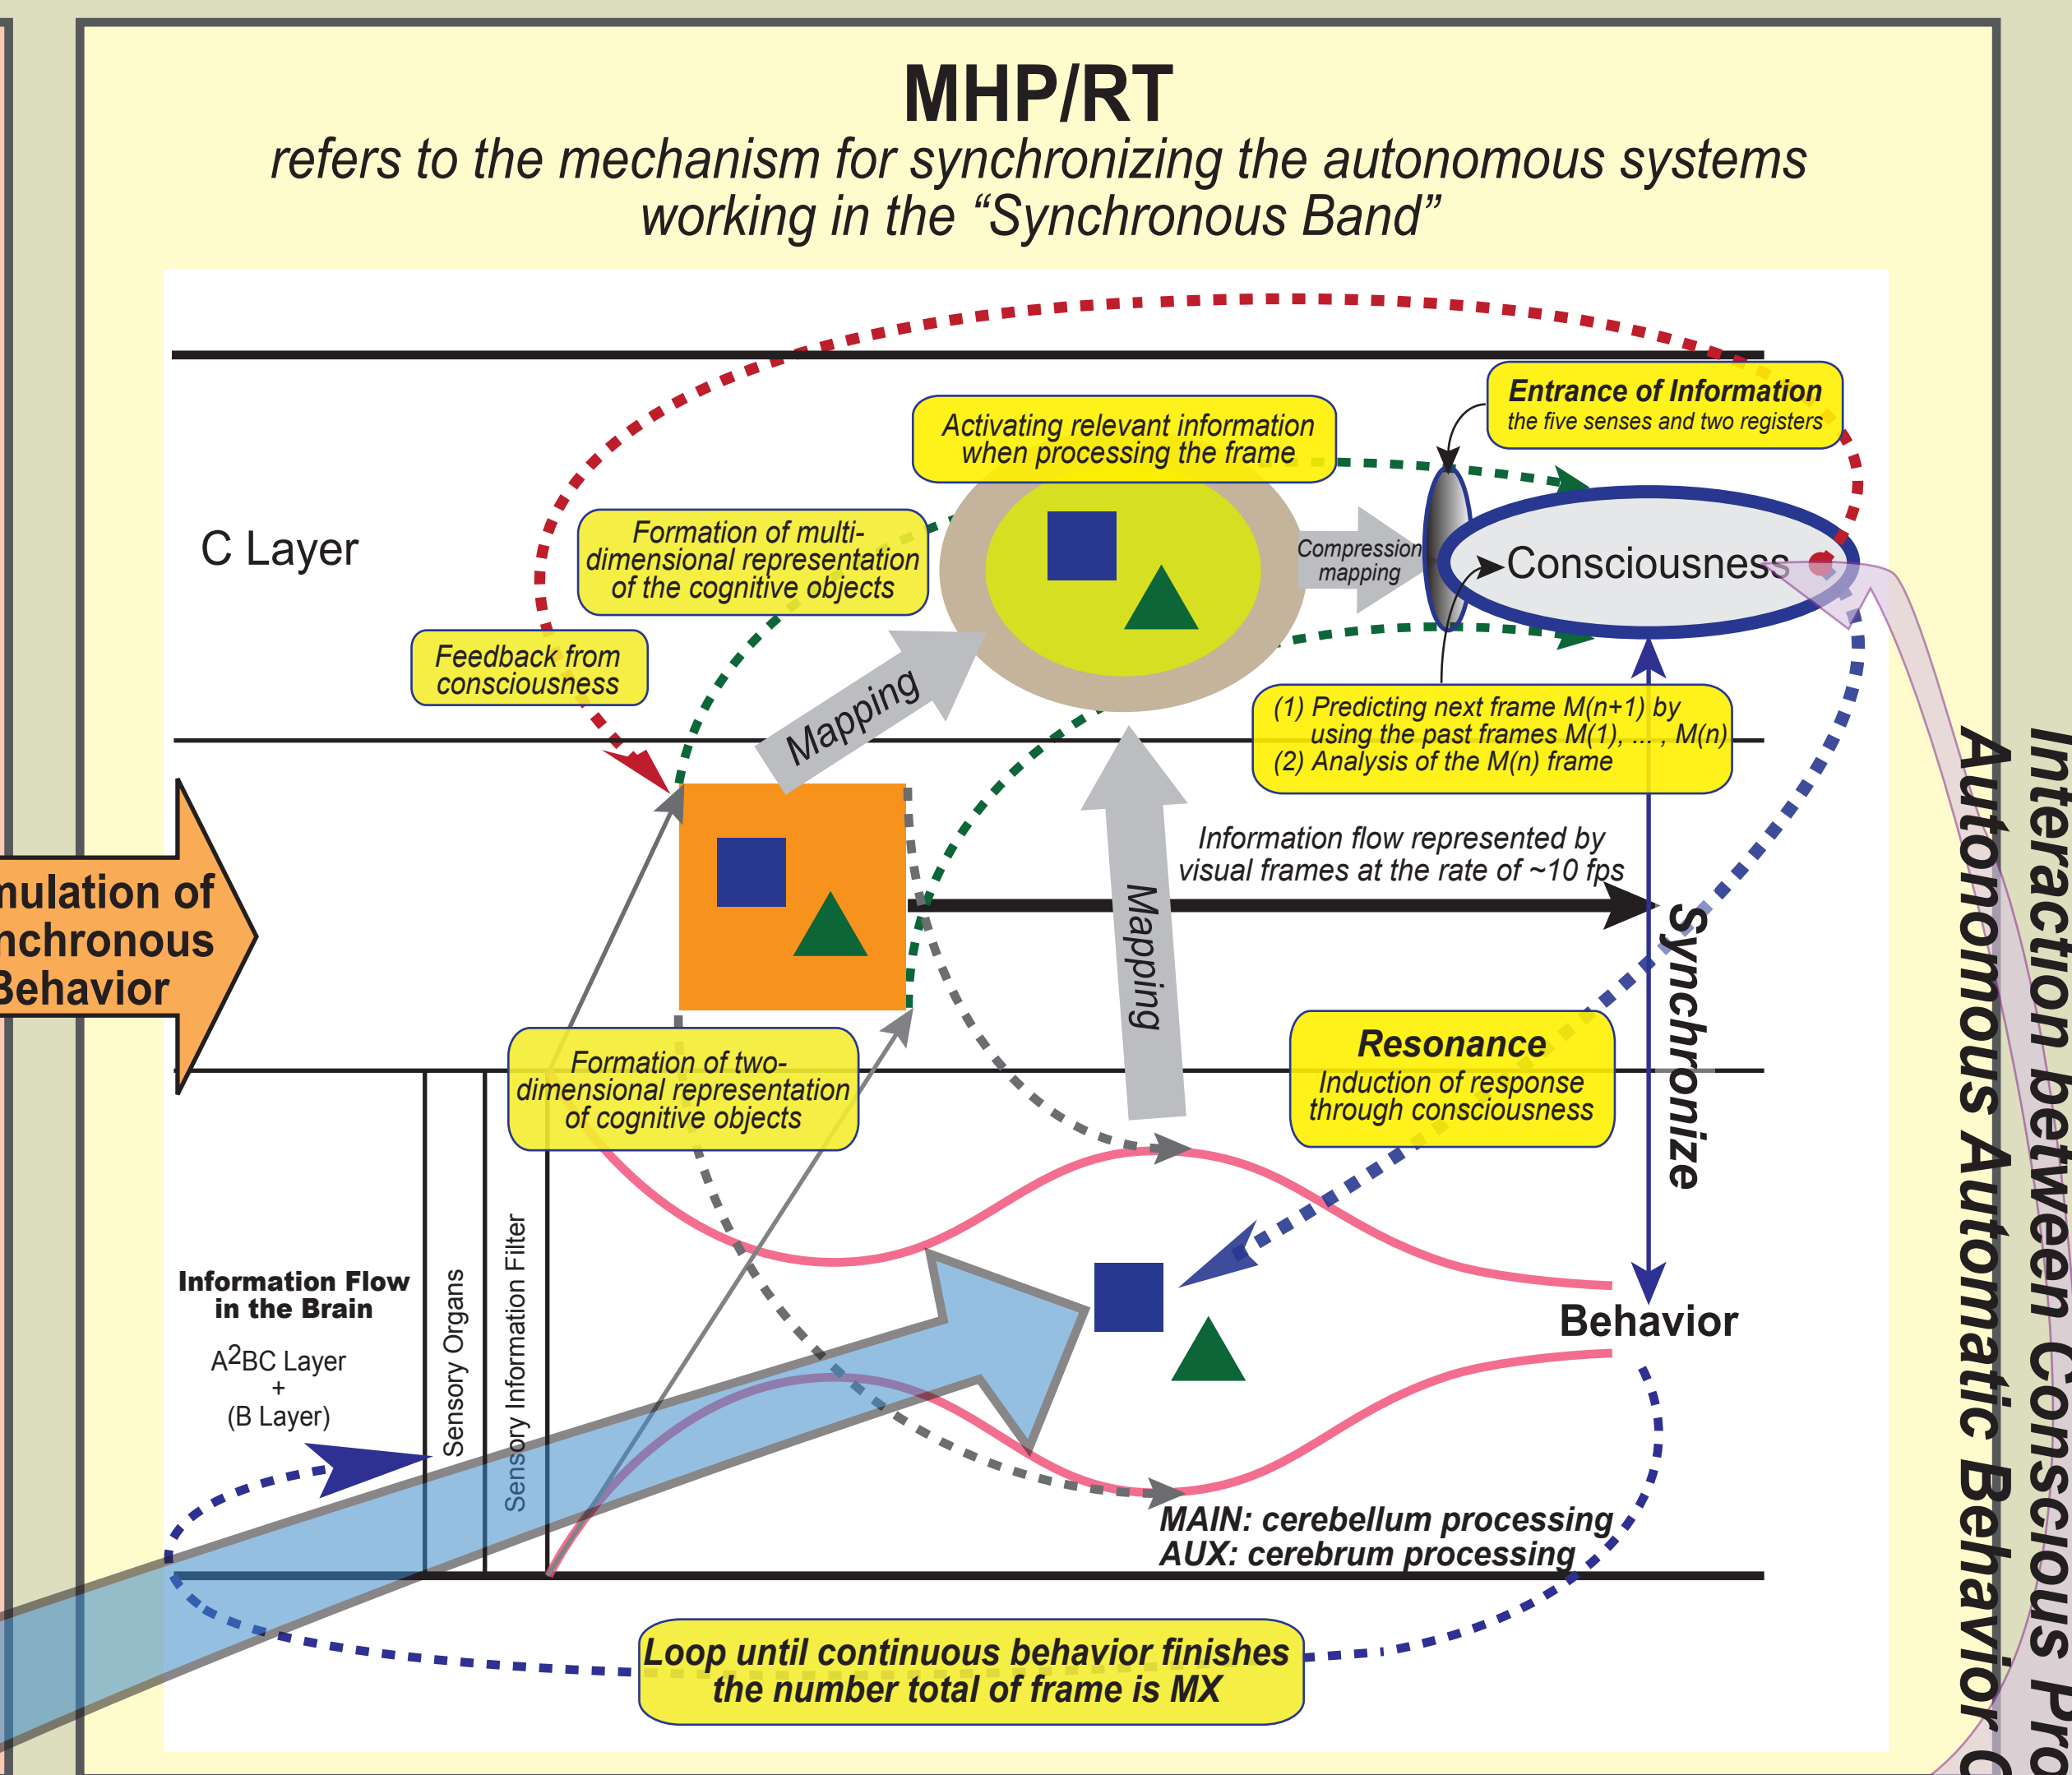 MHP/RT
refers to the mechanism for synchronizing the autonomous systems
working in the “Synchronous Band”
Entrance of Information
the five senses and two registers
Activating relevant information
when processing the frame
Formation of multi-
dimensional representation
of the cognitive objects
C Layer
Compression
mapping
Consciousness
Feedback from
consciousness
Mapping
(1) Predicting next frame M(n+1) by
using the past frames M(1), ... , M(n)
(2) Analysis of the M(n) frame
Information flow represented by
visual frames at the rate of ~10 fps
mulation of
nchronous
Behavior
Mapping
Synchronize
Resonance
Induction of response
through consciousness
Formation of two-
dimensional representation
of cognitive objects
Information Flow
in the Brain
A2BC Layer
+
(B Layer)
Sensory Organs
Sensory Information Filter
Behavior
MAIN: cerebellum processing
AUX: cerebrum processing
Loop until continuous behavior finishes
the number total of frame is MX
Interaction between Conscious Pro
Autonomous Automatic Behavior C